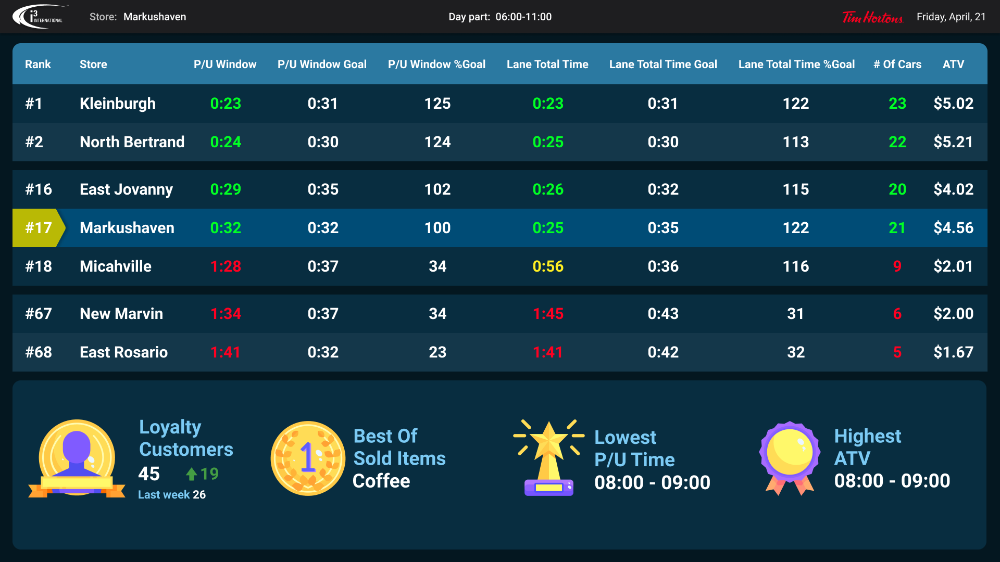 i3 INTERNATIONAL Store: Markushaven Day part: 06:00-11:00 Tim Hortons Friday, April, 21
Rank Store P/U Window P/U Window Goal P/U Window %Goal Lane Total Time Lane Total Time Goal Lane Total Time %Goal # Of Cars ATV
#1 Kleinburgh 0:23 0:31 125 0:23 0:31 122 23 $5.02
#2 North Bertrand 0:24 0:30 124 0:25 0:30 113 22 $5.21
#16 East Jovanny 0:29 0:35 102 0:26 0:32 115 20 $4.02
#17 Markushaven 0:32 0:32 100 0:25 0:35 122 21 $4.56
#18 Micahville 1:28 0:37 34 0:56 0:36 116 9 $2.01
#67 New Marvin 1:34 0:37 34 1:45 0:43 31 6 $2.00
#68 East Rosario 1:41 0:32 23 1:41 0:42 32 5 $1.67
Loyalty
Customers
45 19
Last week 26
1
Best Of
Sold Items
Coffee
Lowest
P/U Time
08:00 - 09:00
Highest
ATV
08:00 - 09:00